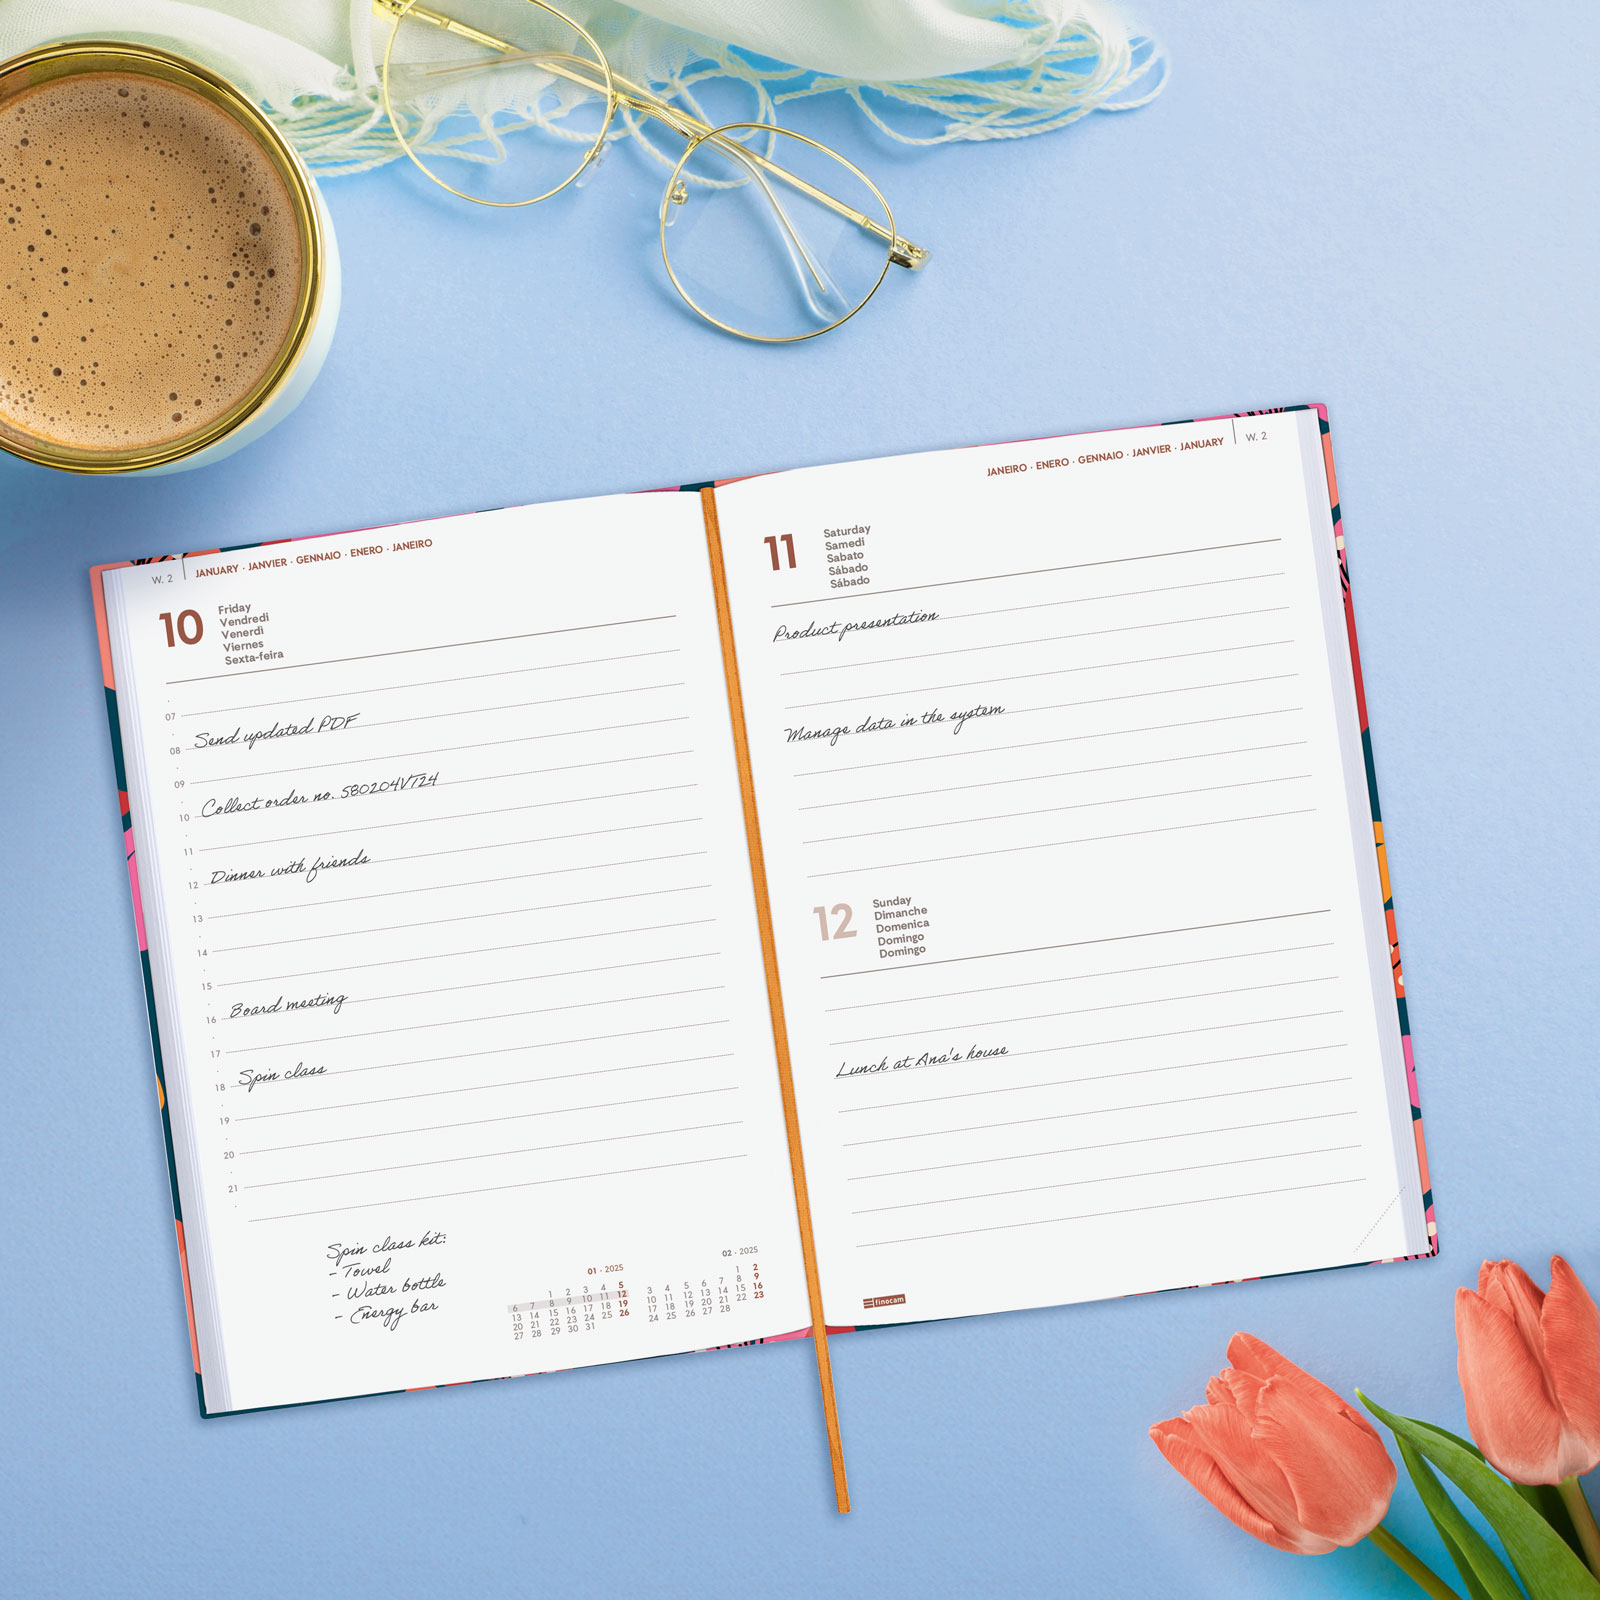 W. 2 JANUARY · JANVIER · GENNAIO · ENERO · JANEIRO
10
Friday
Vendredi
Venerdì
Viernes
Sexta-feira
07
08 Send updated PDF
09
10 Collect order no. 580204VT24
11
12 Dinner with friends
13
14
15
16 Board meeting
17
18 Spin class
19
20
21
Spin class kit:
- Towel
- Water bottle
- Energy bar
01 · 2025
1 2 3 4 5
6 7 8 9 10 11 12
13 14 15 16 17 18 19
20 21 22 23 24 25 26
27 28 29 30 31
02 · 2025
1 2
3 4 5 6 7 8 9
10 11 12 13 14 15 16
17 18 19 20 21 22 23
24 25 26 27 28
JANEIRO · ENERO · GENNAIO · JANVIER · JANUARY W. 2
11
Saturday
Samedi
Sabato
Sábado
Sábado
Product presentation
Manage data in the system
12
Sunday
Dimanche
Domenica
Domingo
Domingo
Lunch at Ana's house
finocam